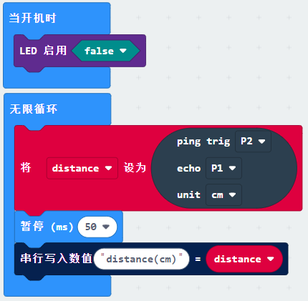 当开机时
LED 启用 false
无限循环
ping trig P2
将 distance 设为 echo P1
unit cm
暂停 (ms) 50
串行写入数值 "distance(cm)" = distance